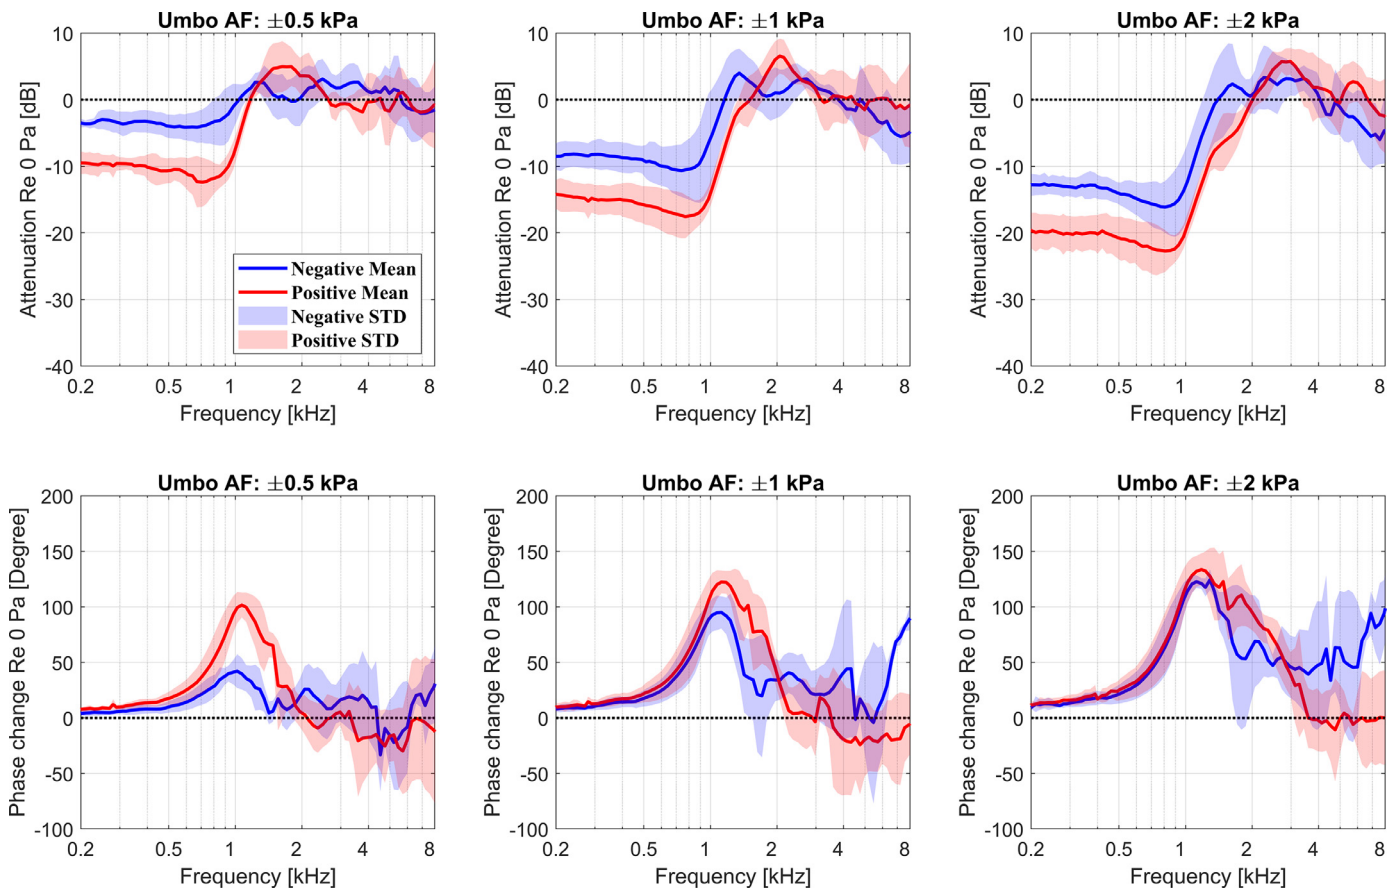 Umbo AF: ±0.5 kPa
Attenuation Re 0 Pa [dB]
10
0
-10
-20
-30
-40
Negative Mean
Positive Mean
Negative STD
Positive STD
0.2 0.5 1 2 4 8
Frequency [kHz]
Umbo AF: ±1 kPa
Attenuation Re 0 Pa [dB]
10
0
-10
-20
-30
-40
0.2 0.5 1 2 4 8
Frequency [kHz]
Umbo AF: ±2 kPa
Attenuation Re 0 Pa [dB]
10
0
-10
-20
-30
-40
0.2 0.5 1 2 4 8
Frequency [kHz]
Umbo AF: ±0.5 kPa
Phase change Re 0 Pa [Degree]
200
150
100
50
0
-50
-100
0.2 0.5 1 2 4 8
Frequency [kHz]
Umbo AF: ±1 kPa
Phase change Re 0 Pa [Degree]
200
150
100
50
0
-50
-100
0.2 0.5 1 2 4 8
Frequency [kHz]
Umbo AF: ±2 kPa
Phase change Re 0 Pa [Degree]
200
150
100
50
0
-50
-100
0.2 0.5 1 2 4 8
Frequency [kHz]